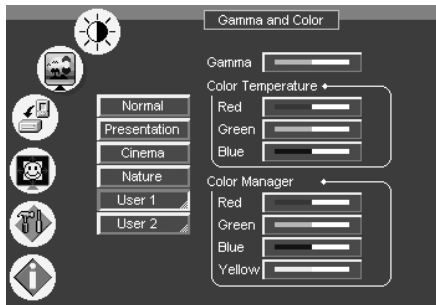 Gamma and Color
Gamma
Color Temperature
Red
Green
Blue
Normal
Presentation
Cinema
Nature
User 1
User 2
Color Manager
Red
Green
Blue
Yellow